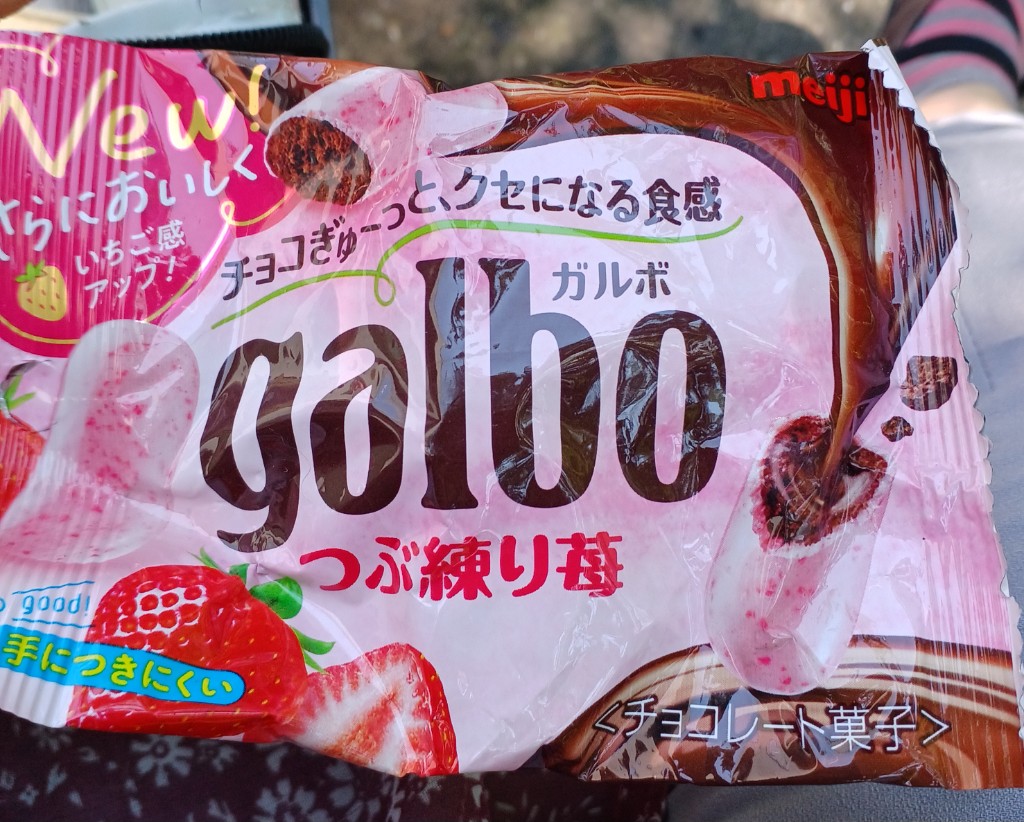 New!
meiji
さらにおいしく
いちご感
アップ!
チョコぎゅーっと、クセになる食感
ガルボ
galbo
つぶ練り苺
good!
手につきにくい
<チョコレート菓子>